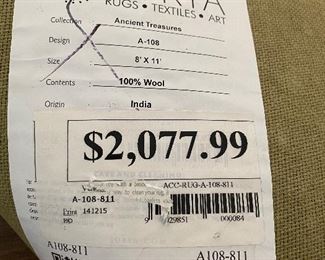 RUGS • TEXTILES • ART
Collection Ancient Treasures
Design A-108
Size 8' X 11'
Contents 100% Wool
Origin India
$2,077.99
A-108-811
ACC-RUG-A-108-811
Print 141215
29851 000084
A108-811 A108-811